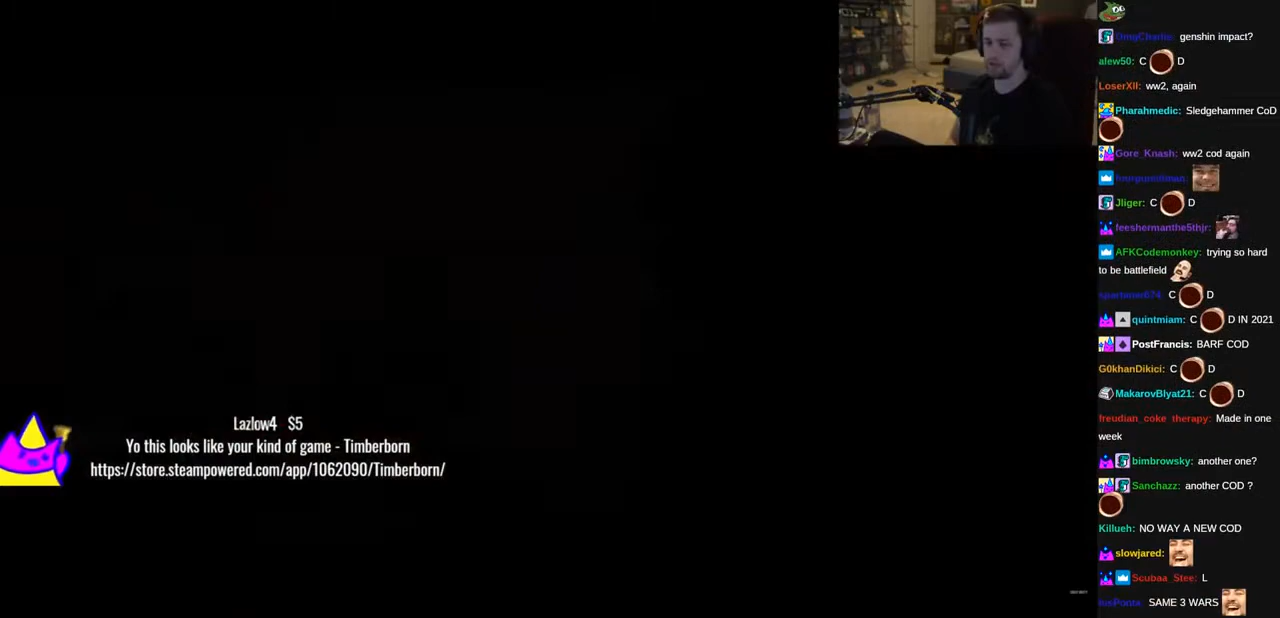 OmgCharlie: genshin impact?
alew50: C D
LoserXII: ww2, again
Pharahmedic: Sledgehammer CoD
Gore_Knash: ww2 cod again
Jliger: C D
feeshermanthe5thjr:
AFKCodemonkey: trying so hard
to be battlefield
C D
quintmiam: C D IN 2021
PostFrancis: BARF COD
G0khanDikici: C D
MakarovBlyat21: C D
freudian_coke_therapy: Made in one
week
bimbrowsky: another one?
Sanchazz: another COD ?
Killueh: NO WAY A NEW COD
slowjared:
Scubaa_Stee: L
SAME 3 WARS
Lazlow4 $5
Yo this looks like your kind of game - Timberborn
https://store.steampowered.com/app/1062090/Timberborn/